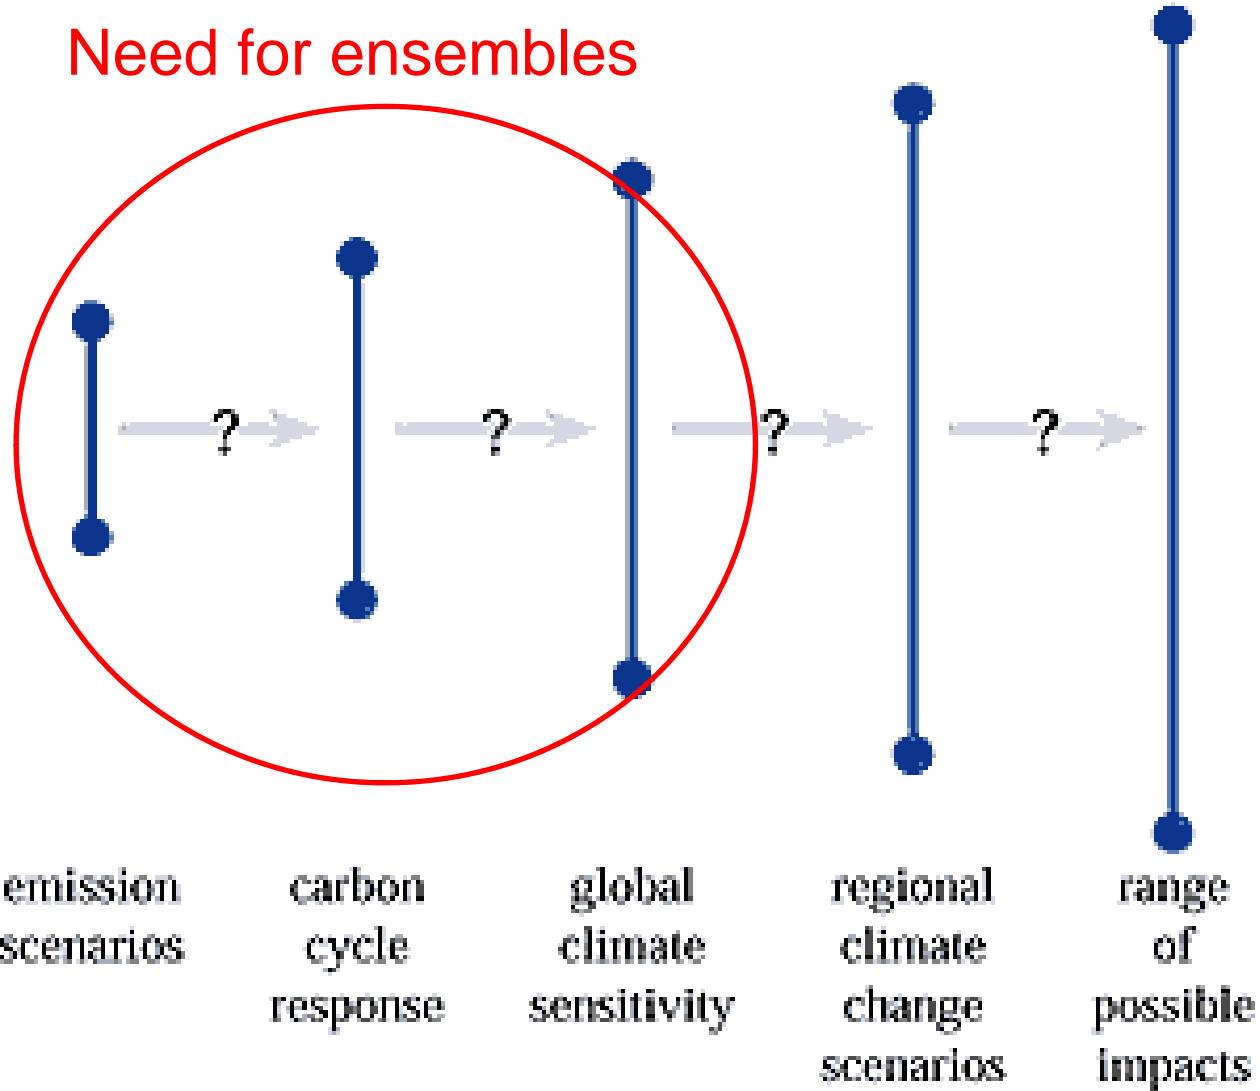 Need for ensembles
? ? ? ?
emission
scenarios
carbon
cycle
response
global
climate
sensitivity
regional
climate
change
scenarios
range
of
possible
impacts